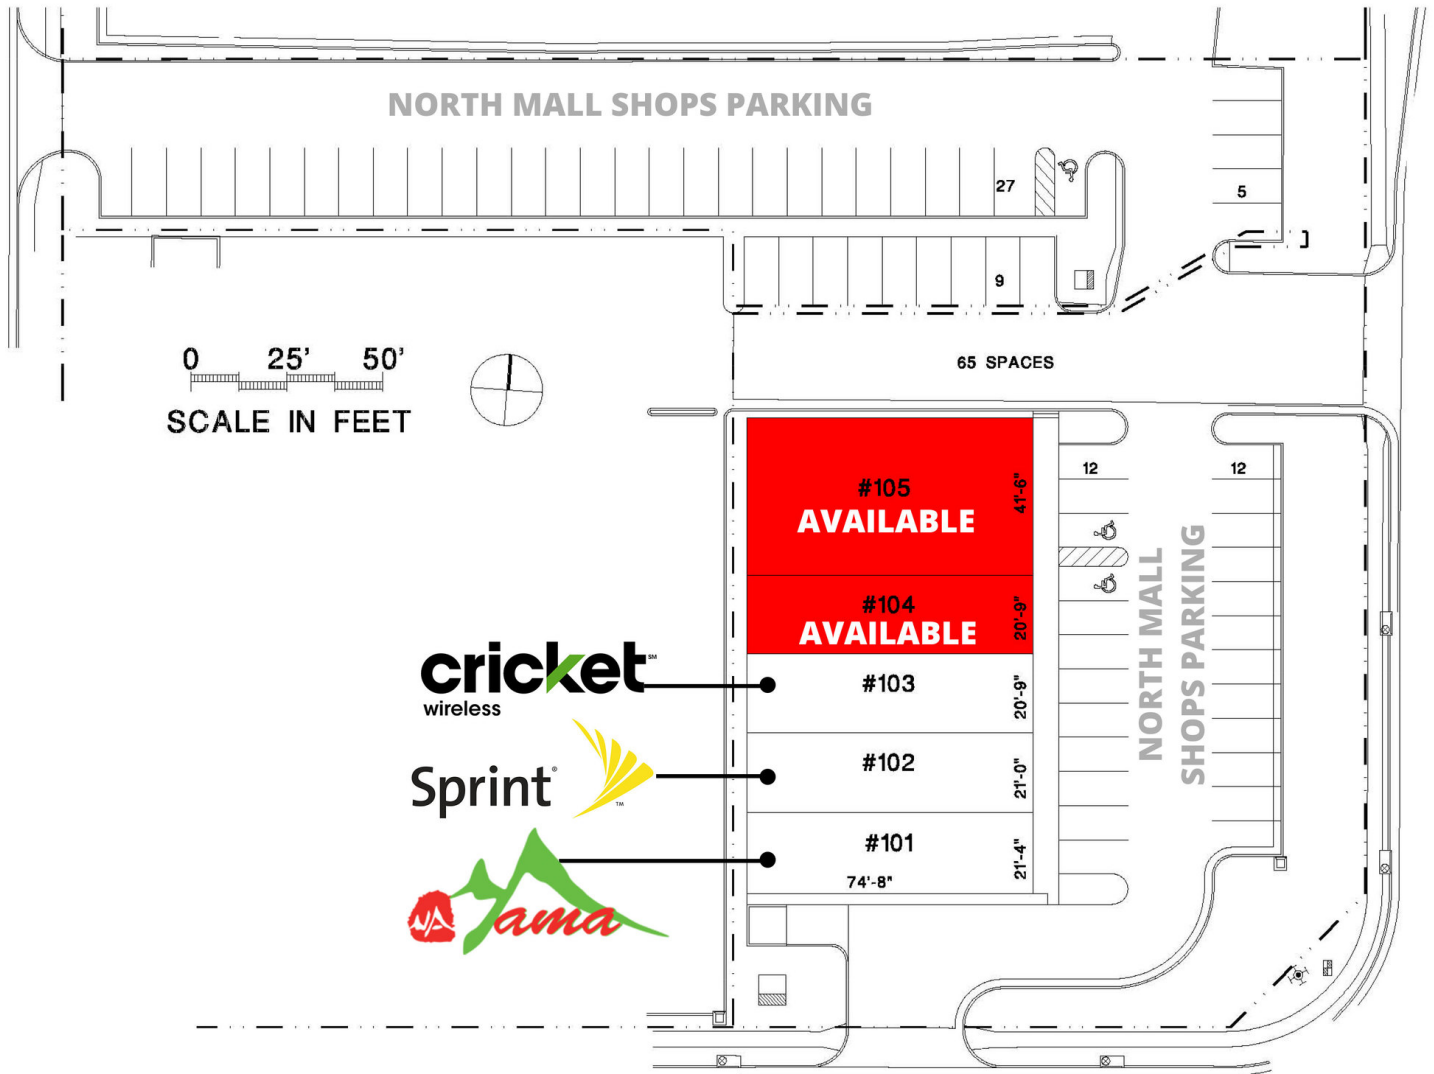 NORTH MALL SHOPS PARKING
27
5
9
0 25' 50'
SCALE IN FEET
65 SPACES
12
12
#105
AVAILABLE
41'-6"
#104
AVAILABLE
20'-9"
cricket SM
wireless
#103
20'-9"
NORTH MALL
SHOPS PARKING
Sprint ®
TM
#102
21'-0"
#101
21'-4"
74'-8"
Yama